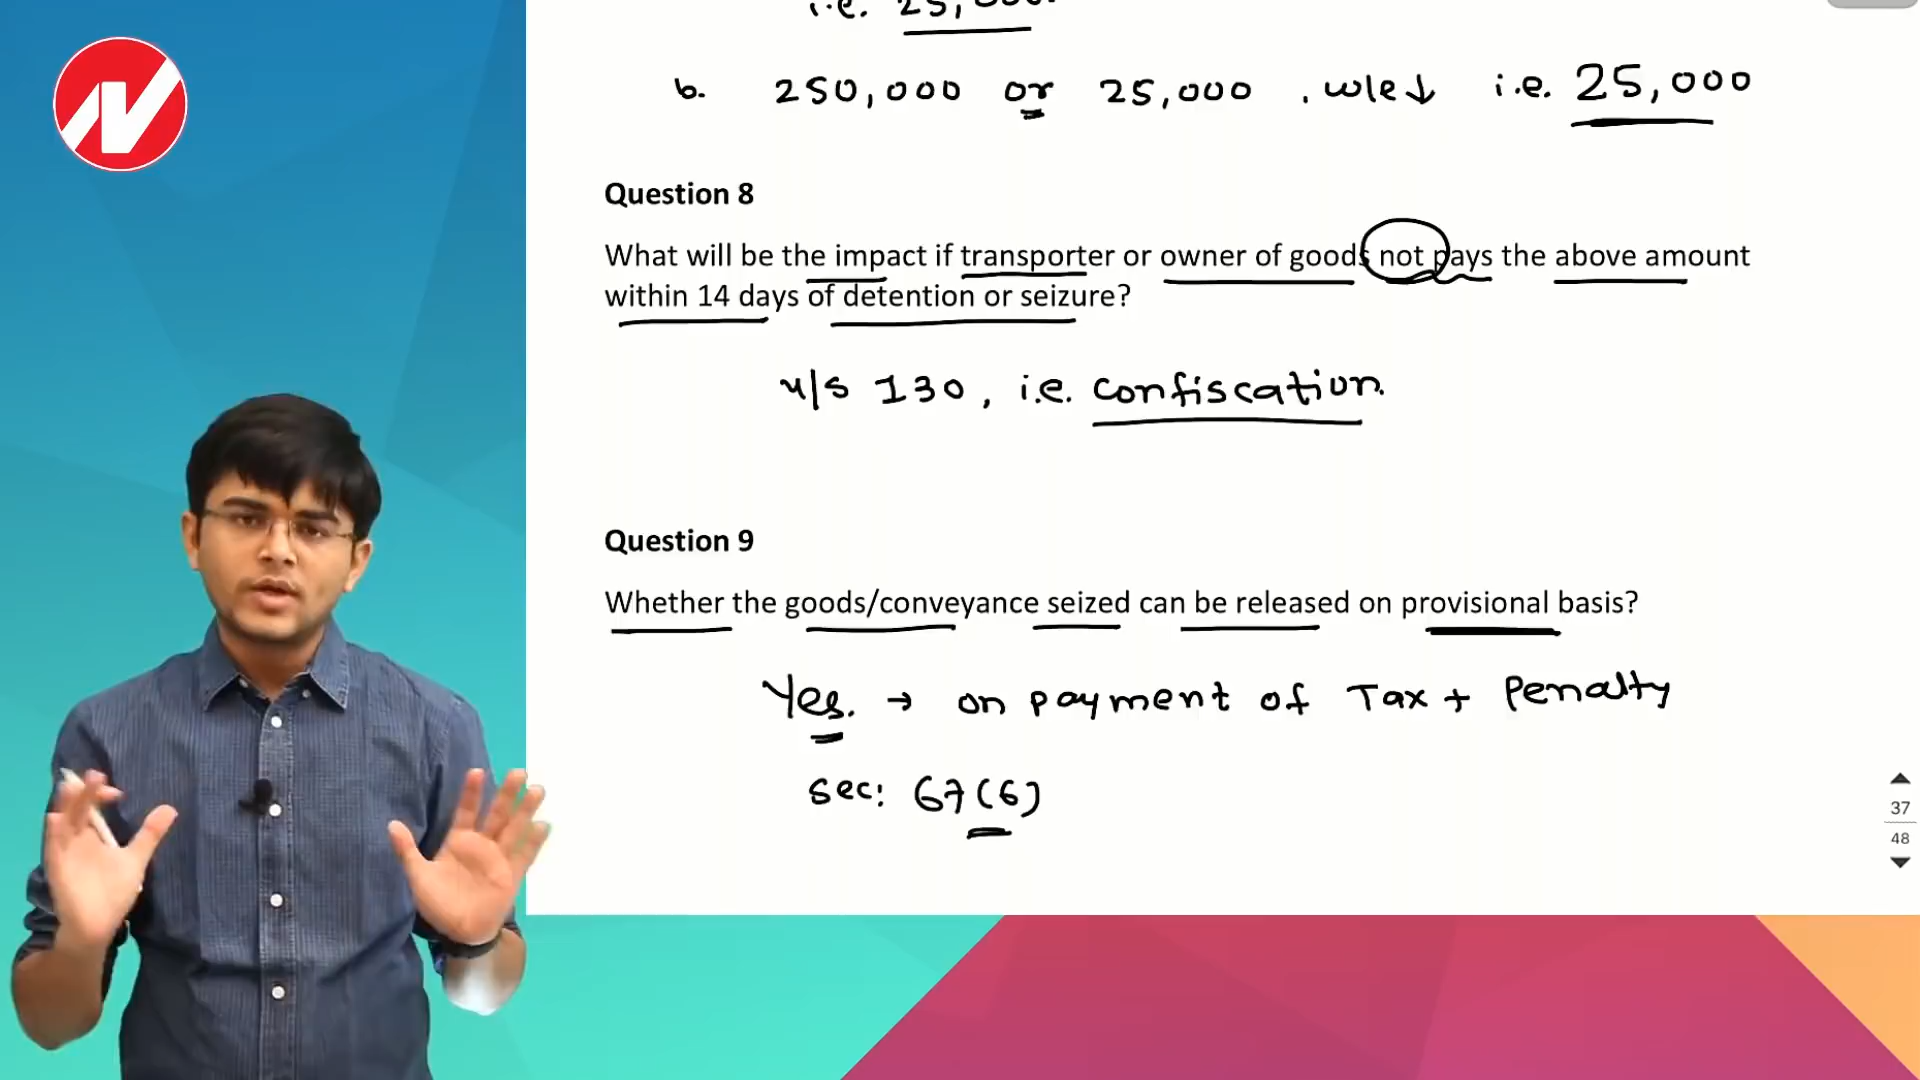 i.e. 25,000.
b. 250,000 or 25,000 . w/e↓ i.e. 25,000
Question 8
What will be the impact if transporter or owner of goods not pays the above amount
within 14 days of detention or seizure?
u/s 130, i.e. confiscation.
Question 9
Whether the goods/conveyance seized can be released on provisional basis?
Yes. → on payment of Tax + Penalty
Sec: 67(6)
37
48